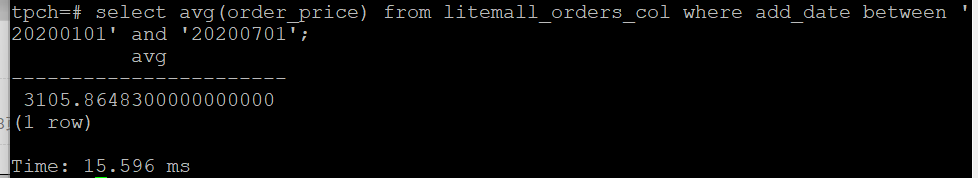 tpch=# select avg(order_price) from litemall_orders_col where add_date between '
20200101' and '20200701';
avg
-----------------------
3105.8648300000000000
(1 row)
Time: 15.596 ms